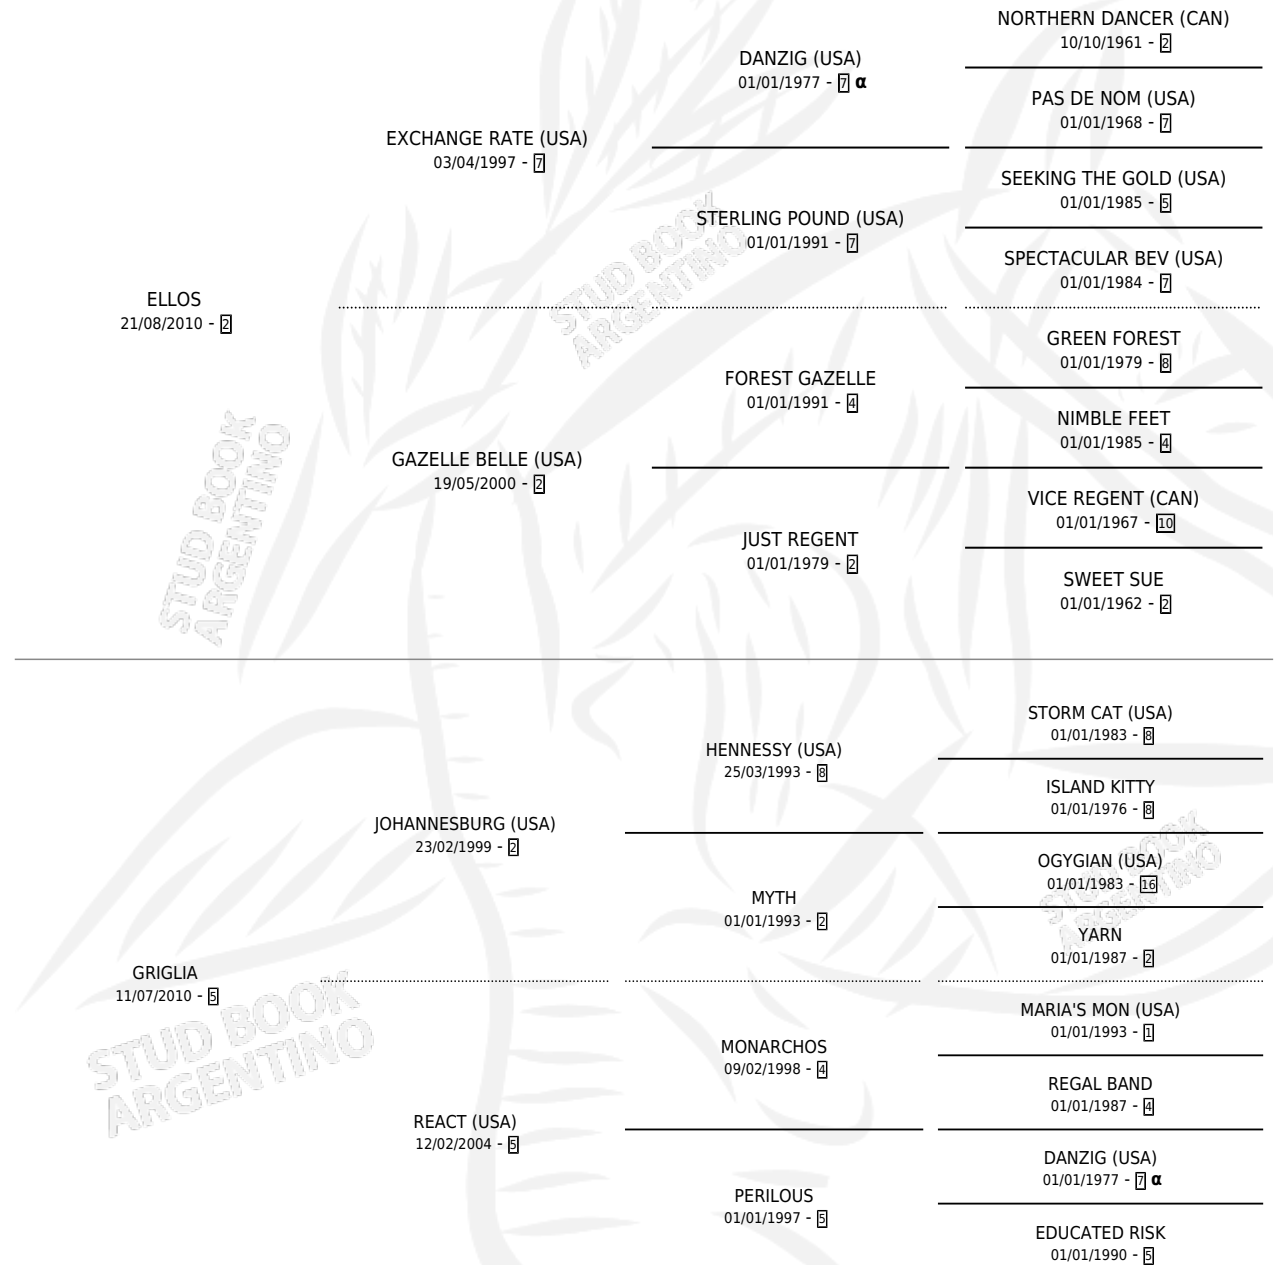 NORTHERN DANCER (CAN)
10/10/1961 - 2
DANZIG (USA)
01/01/1977 - 7 α
PAS DE NOM (USA)
01/01/1968 - 7
EXCHANGE RATE (USA)
03/04/1997 - 7
SEEKING THE GOLD (USA)
01/01/1985 - 5
STERLING POUND (USA)
01/01/1991 - 7
SPECTACULAR BEV (USA)
01/01/1984 - 7
ELLOS
21/08/2010 - 2
GREEN FOREST
01/01/1979 - 8
FOREST GAZELLE
01/01/1991 - 4
NIMBLE FEET
01/01/1985 - 4
GAZELLE BELLE (USA)
19/05/2000 - 2
VICE REGENT (CAN)
01/01/1967 - 10
JUST REGENT
01/01/1979 - 2
SWEET SUE
01/01/1962 - 2
STORM CAT (USA)
01/01/1983 - 8
HENNESSY (USA)
25/03/1993 - 8
ISLAND KITTY
01/01/1976 - 8
JOHANNESBURG (USA)
23/02/1999 - 2
OGYGIAN (USA)
01/01/1983 - 16
MYTH
01/01/1993 - 2
YARN
01/01/1987 - 2
GRIGLIA
11/07/2010 - 5
MARIA'S MON (USA)
01/01/1993 - 1
MONARCHOS
09/02/1998 - 4
REGAL BAND
01/01/1987 - 4
REACT (USA)
12/02/2004 - 5
DANZIG (USA)
01/01/1977 - 7 α
PERILOUS
01/01/1997 - 5
EDUCATED RISK
01/01/1990 - 5
STUD BOOK
ARGENTINO
STUD BOOK
ARGENTINO
STUD BOOK
ARGENTINO
STUD BOOK
ARGENTINO